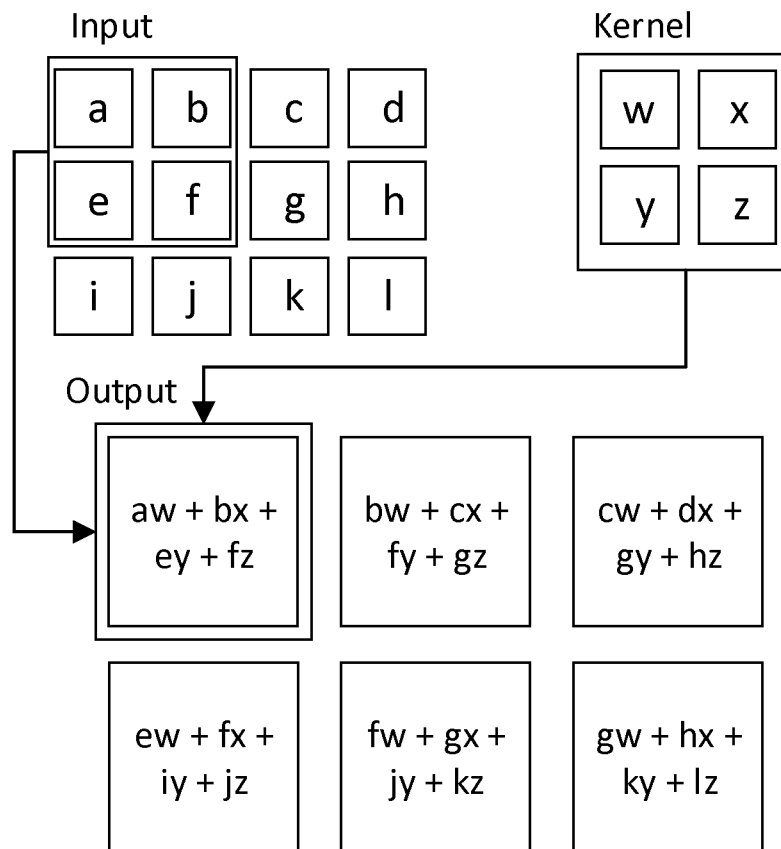 Input
Kernel
a b c d
w x
e f g h
y z
i j k l
Output
aw + bx +
ey + fz
bw + cx +
fy + gz
cw + dx +
gy + hz
ew + fx +
iy + jz
fw + gx +
jy + kz
gw + hx +
ky + lz